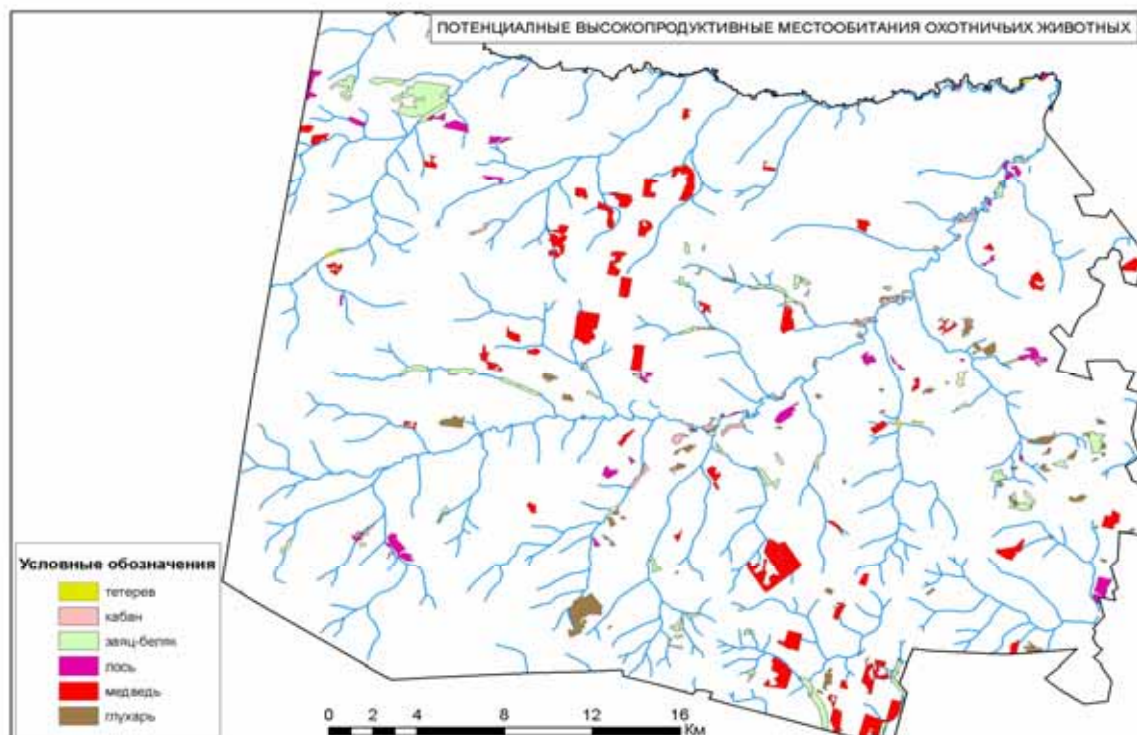 ПОТЕНЦИАЛНЫЕ ВЫСОКОПРОДУКТИВНЫЕ МЕСТООБИТАНИЯ ОХОТНИЧЬИХ ЖИВОТНЫХ
Условные обозначения
тетерев
кабан
заяц-беляк
лось
медведь
глухарь
0 2 4 8 12 16
Км